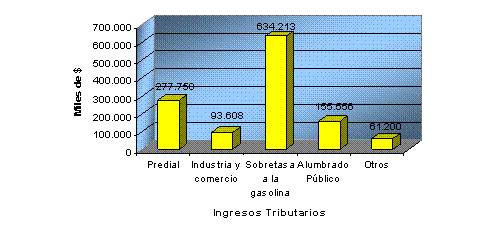 Miles de $
700.000
600.000
500.000
400.000
300.000
200.000
100.000
0
277.750
93.608
634.213
155.556
61.200
Predial
Industria y
comercio
Sobretasa
a la
gasolina
Alumbrado
Público
Otros
Ingresos Tributarios